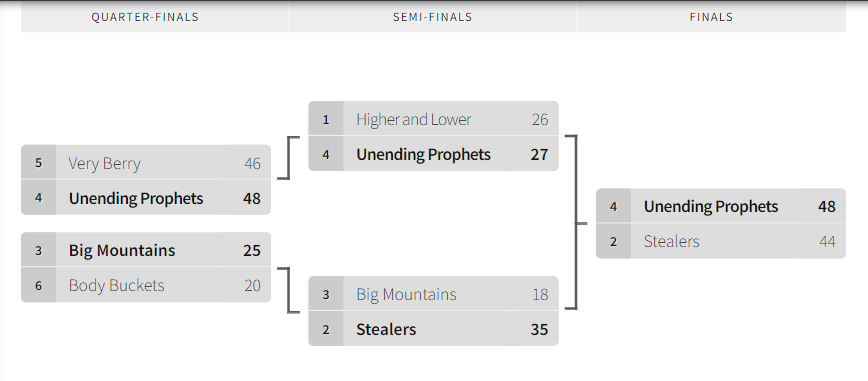 QUARTER-FINALS SEMI-FINALS FINALS
5 Very Berry 46
4 Unending Prophets 48
3 Big Mountains 25
6 Body Buckets 20
1 Higher and Lower 26
4 Unending Prophets 27
3 Big Mountains 18
2 Stealers 35
4 Unending Prophets 48
2 Stealers 44